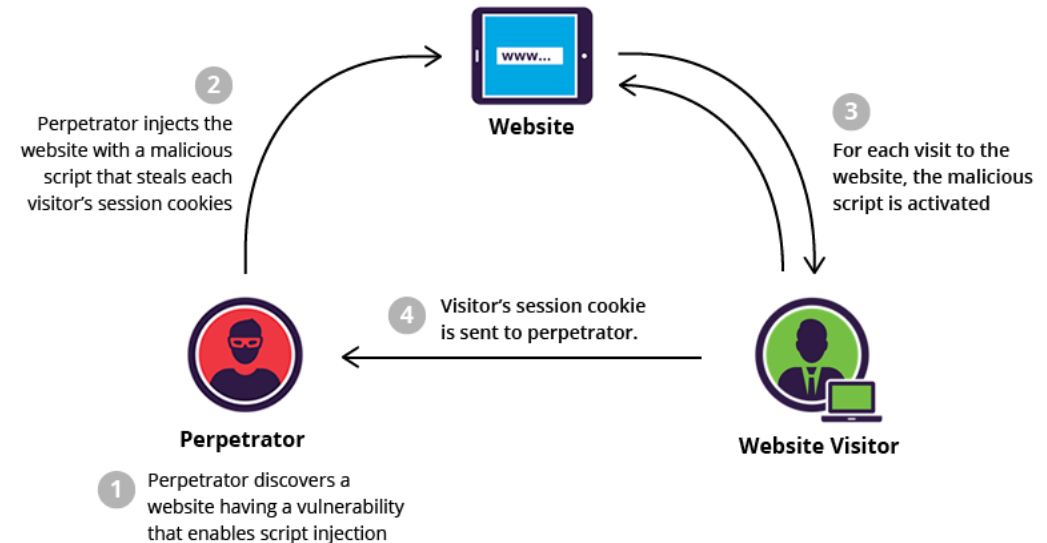 www...
Website
2
Perpetrator injects the
website with a malicious
script that steals each
visitor's session cookies
3
For each visit to the
website, the malicious
script is activated
4
Visitor's session cookie
is sent to perpetrator.
Perpetrator
Website Visitor
1
Perpetrator discovers a
website having a vulnerability
that enables script injection